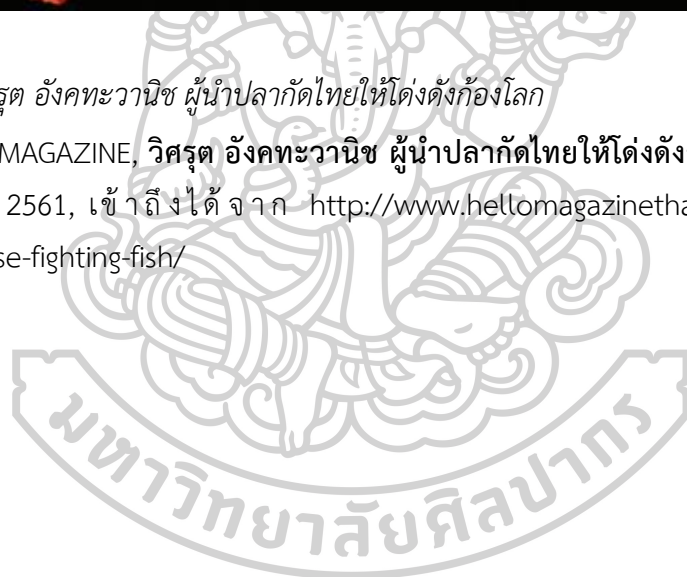 รุต อังคทะวานิช ผู้นำปลากัดไทยให้โด่งดังก้องโลก
MAGAZINE, วิศรุต อังคทะวานิช ผู้นำปลากัดไทยให้โด่งดัง
2561, เข้าถึงได้จาก http://www.hellomagazinetha
se-fighting-fish/
มหาวิทยาลัยศิลปากร